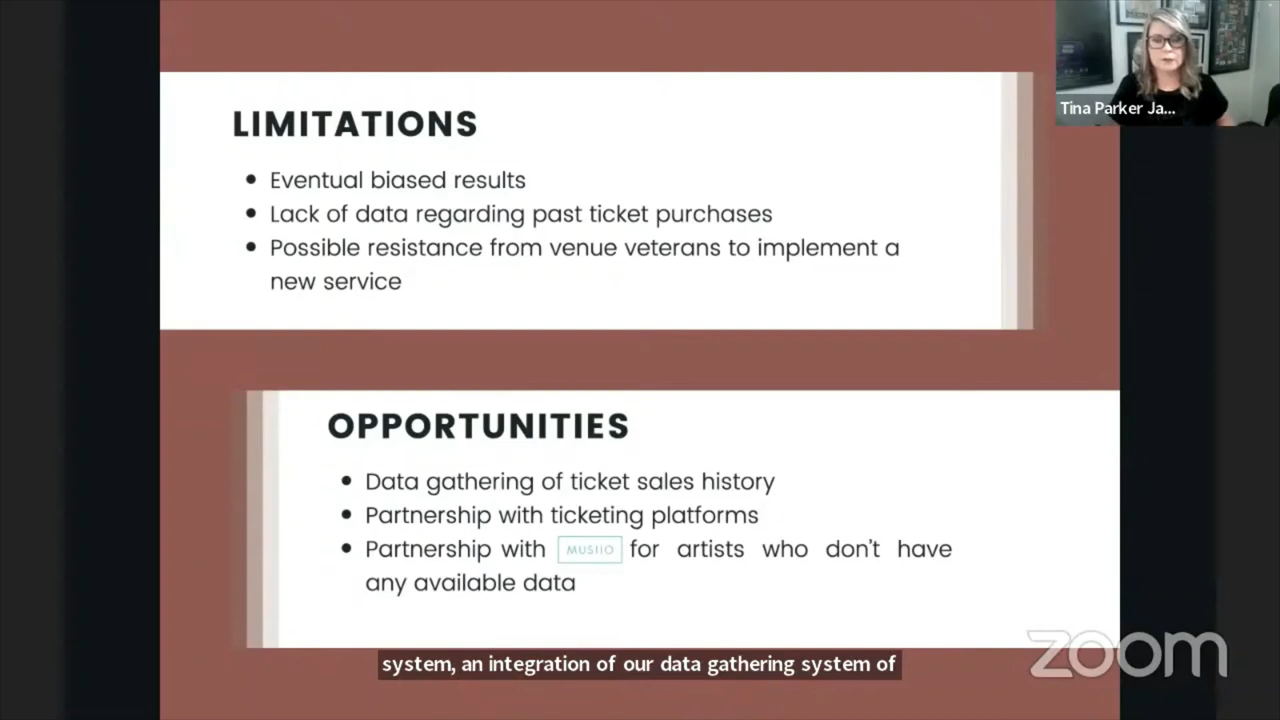 Tina Parker Ja...
LIMITATIONS
• Eventual biased results
• Lack of data regarding past ticket purchases
• Possible resistance from venue veterans to implement a
new service
OPPORTUNITIES
• Data gathering of ticket sales history
• Partnership with ticketing platforms
• Partnership with MUSIIO for artists who don't have
any available data
zoom
system, an integration of our data gathering system of